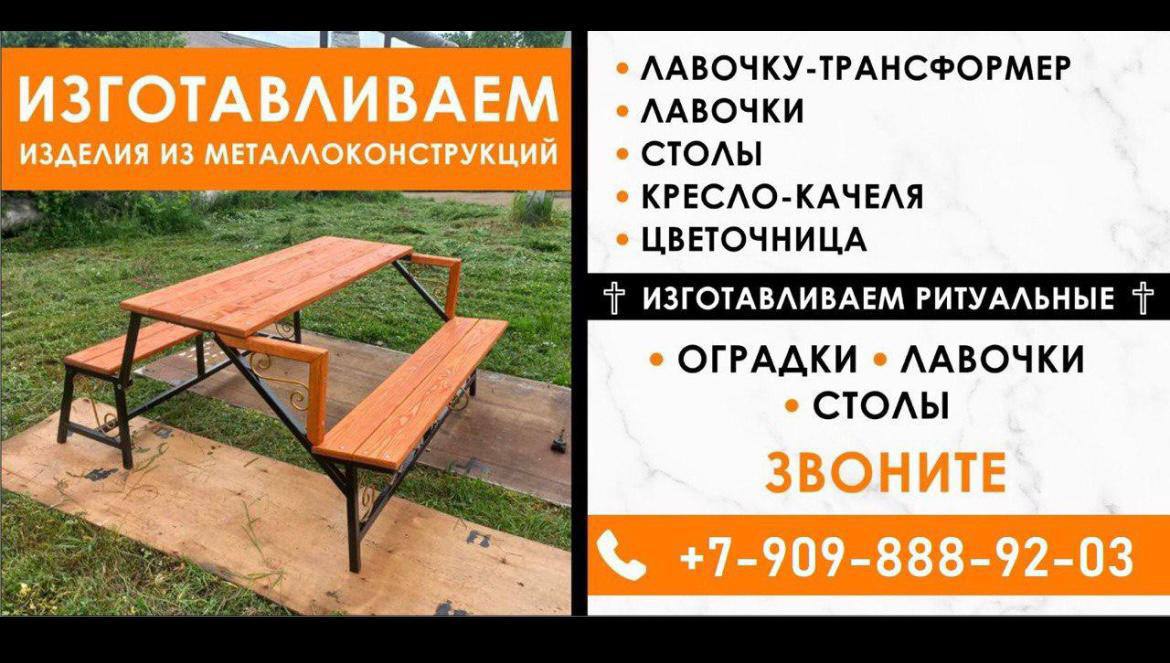 ИЗГОТАВЛИВАЕМ
ИЗДЕЛИЯ ИЗ МЕТАЛЛОКОНСТРУКЦИЙ
• ЛАВОЧКУ-ТРАНСФОРМЕР
• ЛАВОЧКИ
• СТОЛЫ
• КРЕСЛО-КАЧЕЛЯ
• ЦВЕТОЧНИЦА
ИЗГОТАВЛИВАЕМ РИТУАЛЬНЫЕ
• ОГРАДКИ • ЛАВОЧКИ
• СТОЛЫ
ЗВОНИТЕ
+7-909-888-92-03